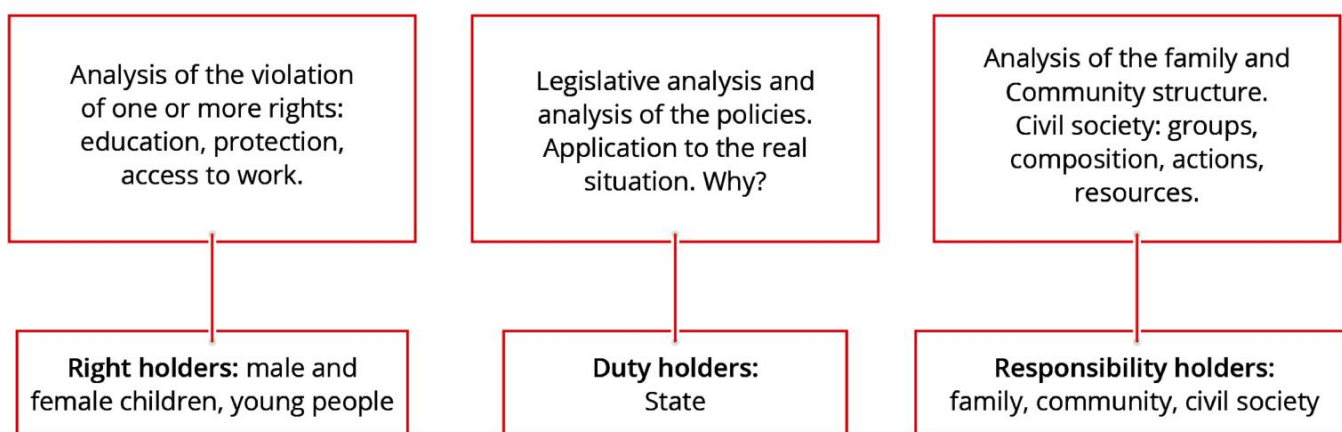 Analysis of the violation
of one or more rights:
education, protection,
access to work.
Legislative analysis and
analysis of the policies.
Application to the real
situation. Why?
Analysis of the family and
Community structure.
Civil society: groups,
composition, actions,
resources.
Right holders: male and
female children, young people
Duty holders:
State
Responsibility holders:
family, community, civil society